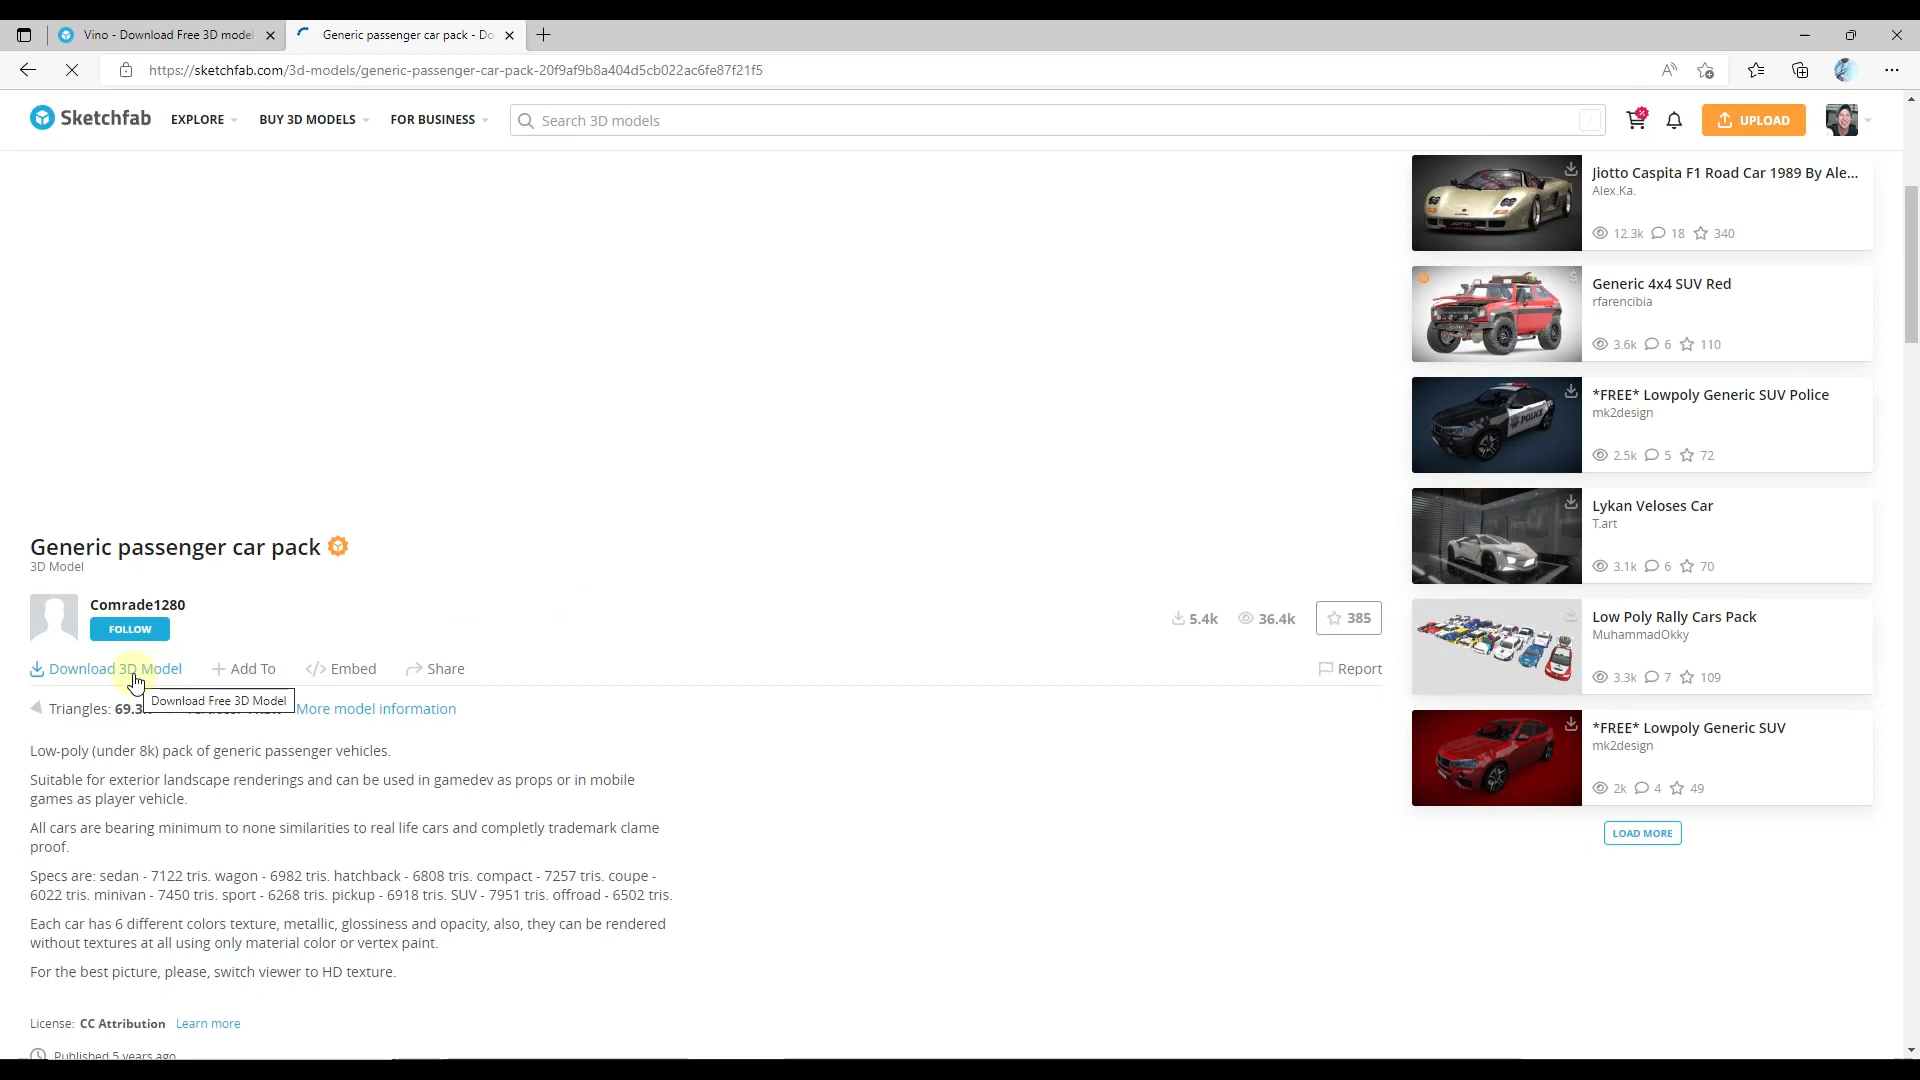 Vino - Download Free 3D model
Generic passenger car pack - Do
https://sketchfab.com/3d-models/generic-passenger-car-pack-20f9af9b8a404d5cb022ac6fe87f21f5
Sketchfab
EXPLORE
BUY 3D MODELS
FOR BUSINESS
Search 3D models
/
UPLOAD
Jiotto Caspita F1 Road Car 1989 By Ale...
Alex.Ka.
12.3k 18 340
Generic 4x4 SUV Red
rfarencibia
3.6k 6 110
*FREE* Lowpoly Generic SUV Police
mk2design
2.5k 5 72
Lykan Veloses Car
T.art
3.1k 6 70
Low Poly Rally Cars Pack
MuhammadOkky
3.3k 7 109
*FREE* Lowpoly Generic SUV
mk2design
2k 4 49
LOAD MORE
Generic passenger car pack
3D Model
Comrade1280
FOLLOW
5.4k 36.4k 385
Download 3D Model
Add To
Embed
Share
Report
Download Free 3D Model
Triangles: 69.3
More model information
Low-poly (under 8k) pack of generic passenger vehicles.
Suitable for exterior landscape renderings and can be used in gamedev as props or in mobile
games as player vehicle.
All cars are bearing minimum to none similarities to real life cars and completly trademark clame
proof.
Specs are: sedan - 7122 tris. wagon - 6982 tris. hatchback - 6808 tris. compact - 7257 tris. coupe -
6022 tris. minivan - 7450 tris. sport - 6268 tris. pickup - 6918 tris. SUV - 7951 tris. offroad - 6502 tris.
Each car has 6 different colors texture, metallic, glossiness and opacity, also, they can be rendered
without textures at all using only material color or vertex paint.
For the best picture, please, switch viewer to HD texture.
License: CC Attribution Learn more
Published 5 years ago